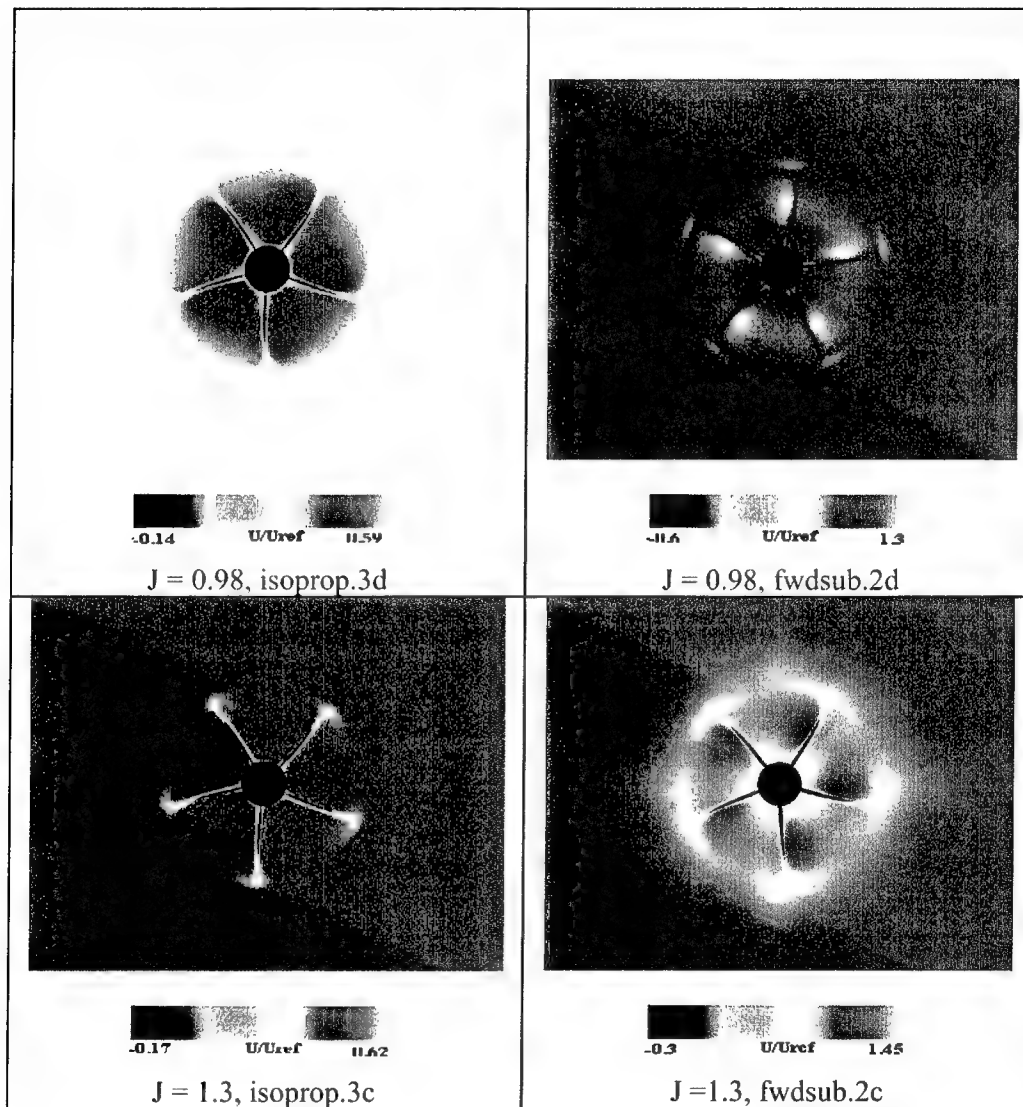 -0.14 U/Uref 0.59
J = 0.98, isoprop.3d
-0.6 U/Uref 1.3
J = 0.98, fwdsub.2d
-0.17 U/Uref 0.62
J = 1.3, isoprop.3c
-0.3 U/Uref 1.45
J =1.3, fwdsub.2c